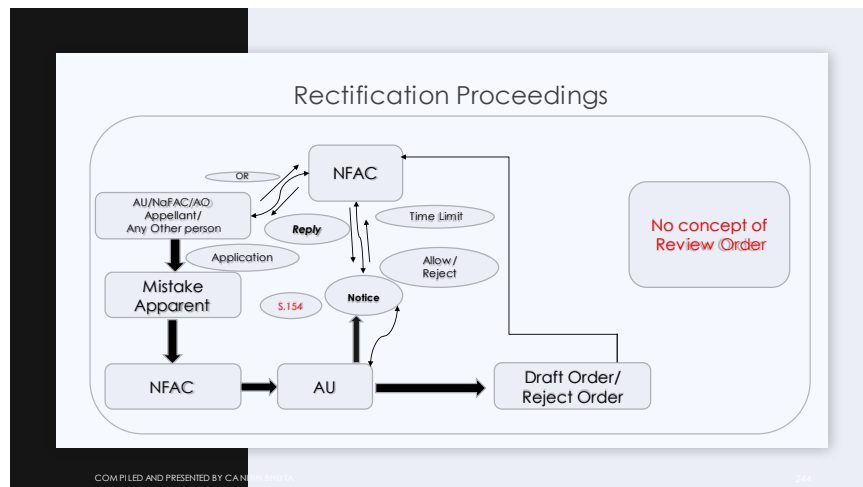 Rectification Proceedings
OR
NFAC
AU/NaFAC/AO
Appellant/
Any Other person
Reply
Time Limit
No concept of
Review Order
Application
Allow/
Reject
Mistake
Apparent
S.154
Notice
NFAC
AU
Draft Order/
Reject Order
COMPILED AND PRESENTED BY CA
244